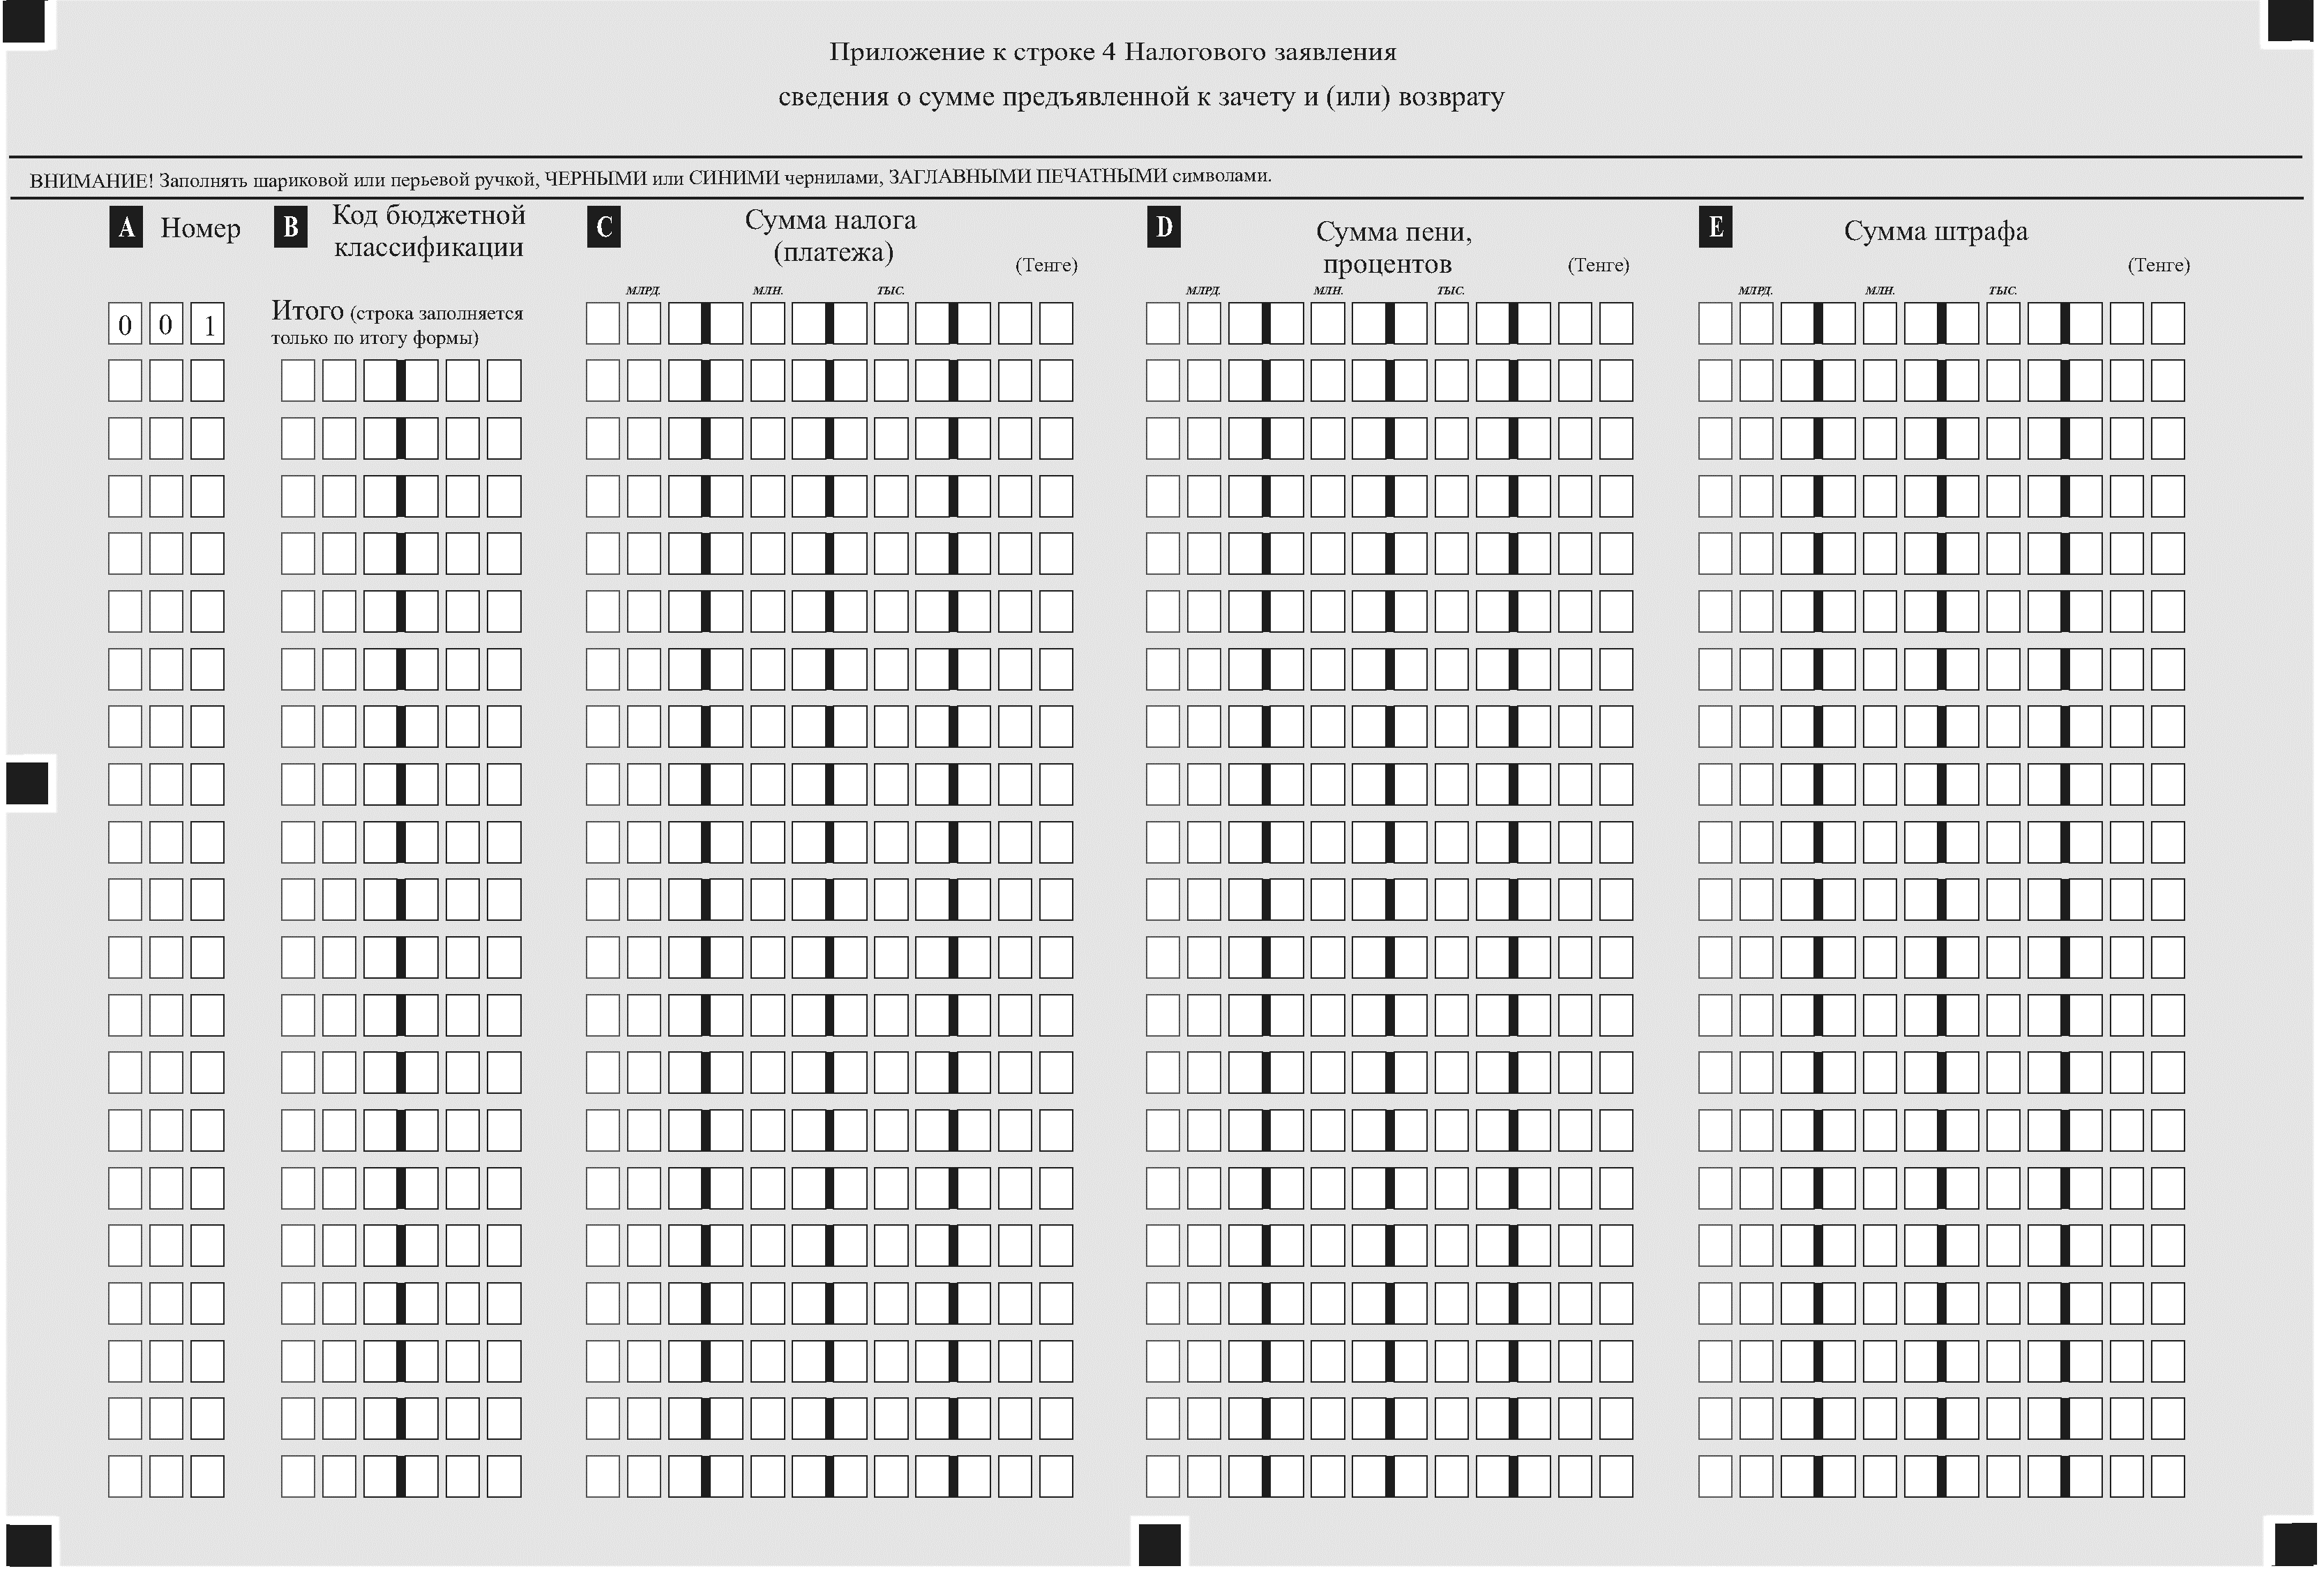 Приложение к строке 4 Налогового заявления
сведения о сумме предъявленной к зачету и (или) возврату
ВНИМАНИЕ! Заполнять шариковой или перьевой ручкой, ЧЕРНЫМИ или СИНИМИ чернилами, ЗАГЛАВНЫМИ ПЕЧАТНЫМИ символами.
A Номер
B Код бюджетной
классификации
C Сумма налога
(платежа)
(Тенге)
D Сумма пени,
процентов
(Тенге)
E Сумма штрафа
(Тенге)
МЛРД. МЛН. ТЫС. МЛРД. МЛН. ТЫС. МЛРД. МЛН. ТЫС.
0 0 1
Итого (строка заполняется
только по итогу формы)